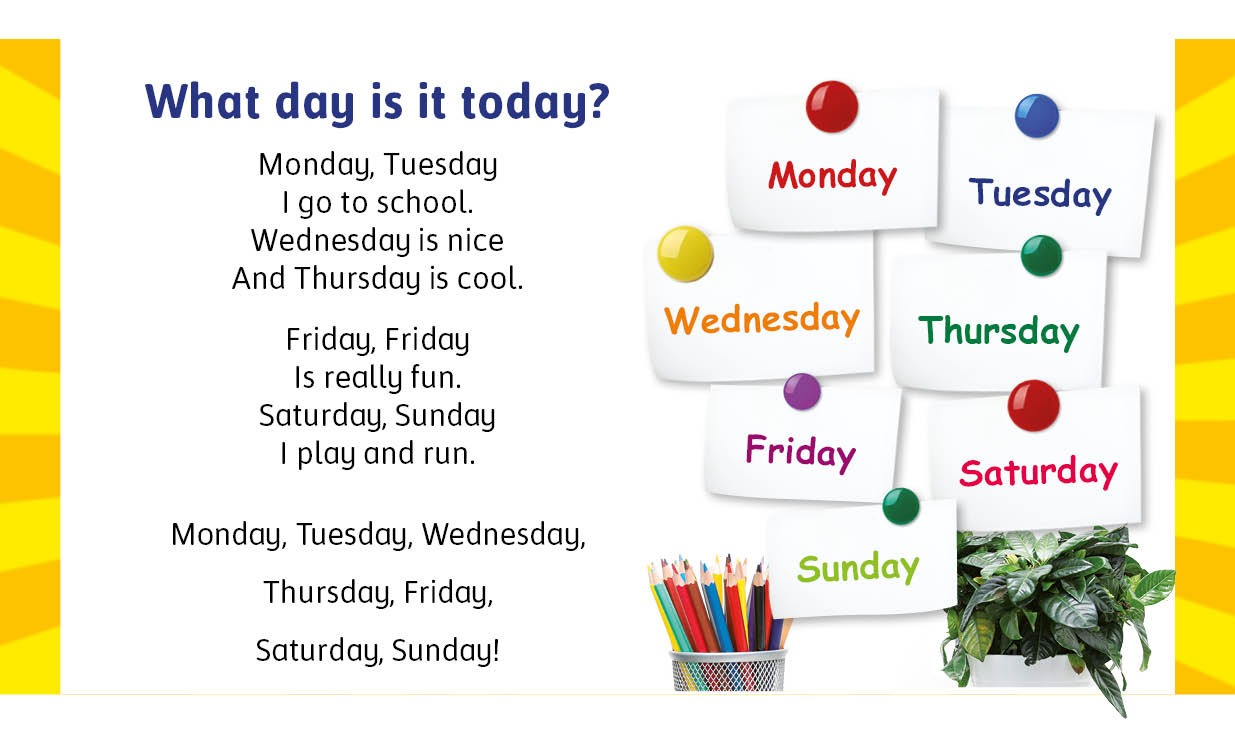 What day is it today?
Monday, Tuesday
I go to school.
Wednesday is nice
And Thursday is cool.
Friday, Friday
Is really fun.
Saturday, Sunday
I play and run.
Monday, Tuesday, Wednesday,
Thursday, Friday,
Saturday, Sunday!
Monday
Tuesday
Wednesday
Thursday
Friday
Saturday
Sunday